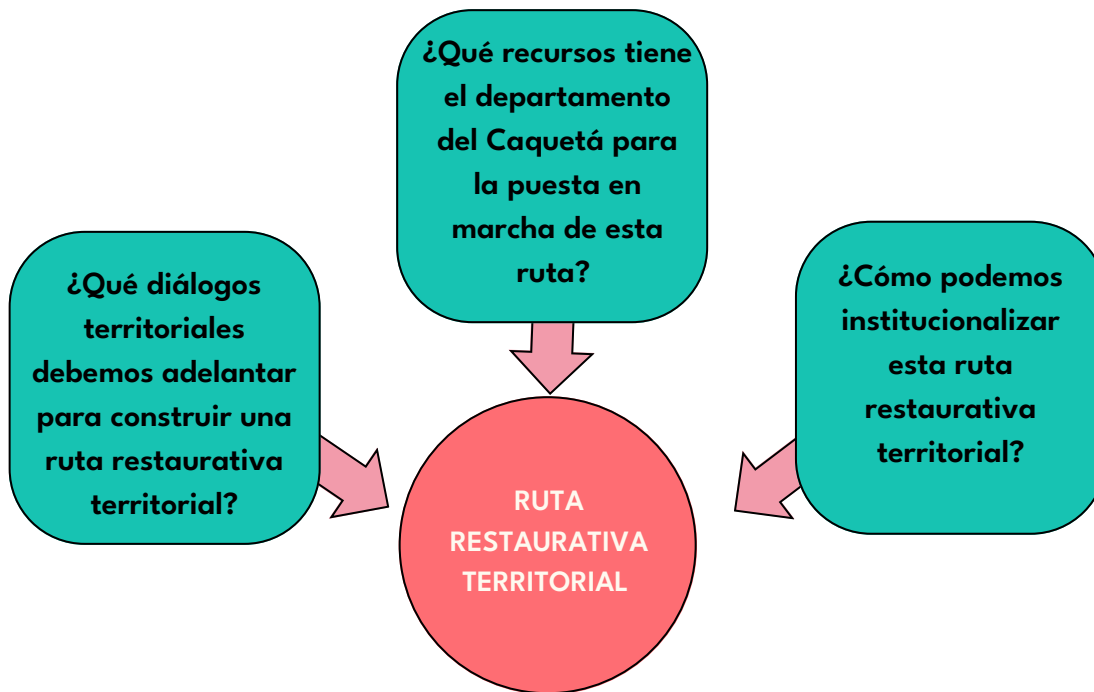 ¿Qué recursos tiene
el departamento
del Caquetá para
la puesta en
marcha de esta
ruta?
¿Qué diálogos
territoriales
debemos adelantar
para construir una
ruta restaurativa
territorial?
¿Cómo podemos
institucionalizar
esta ruta
restaurativa
territorial?
RUTA
RESTAURATIVA
TERRITORIAL